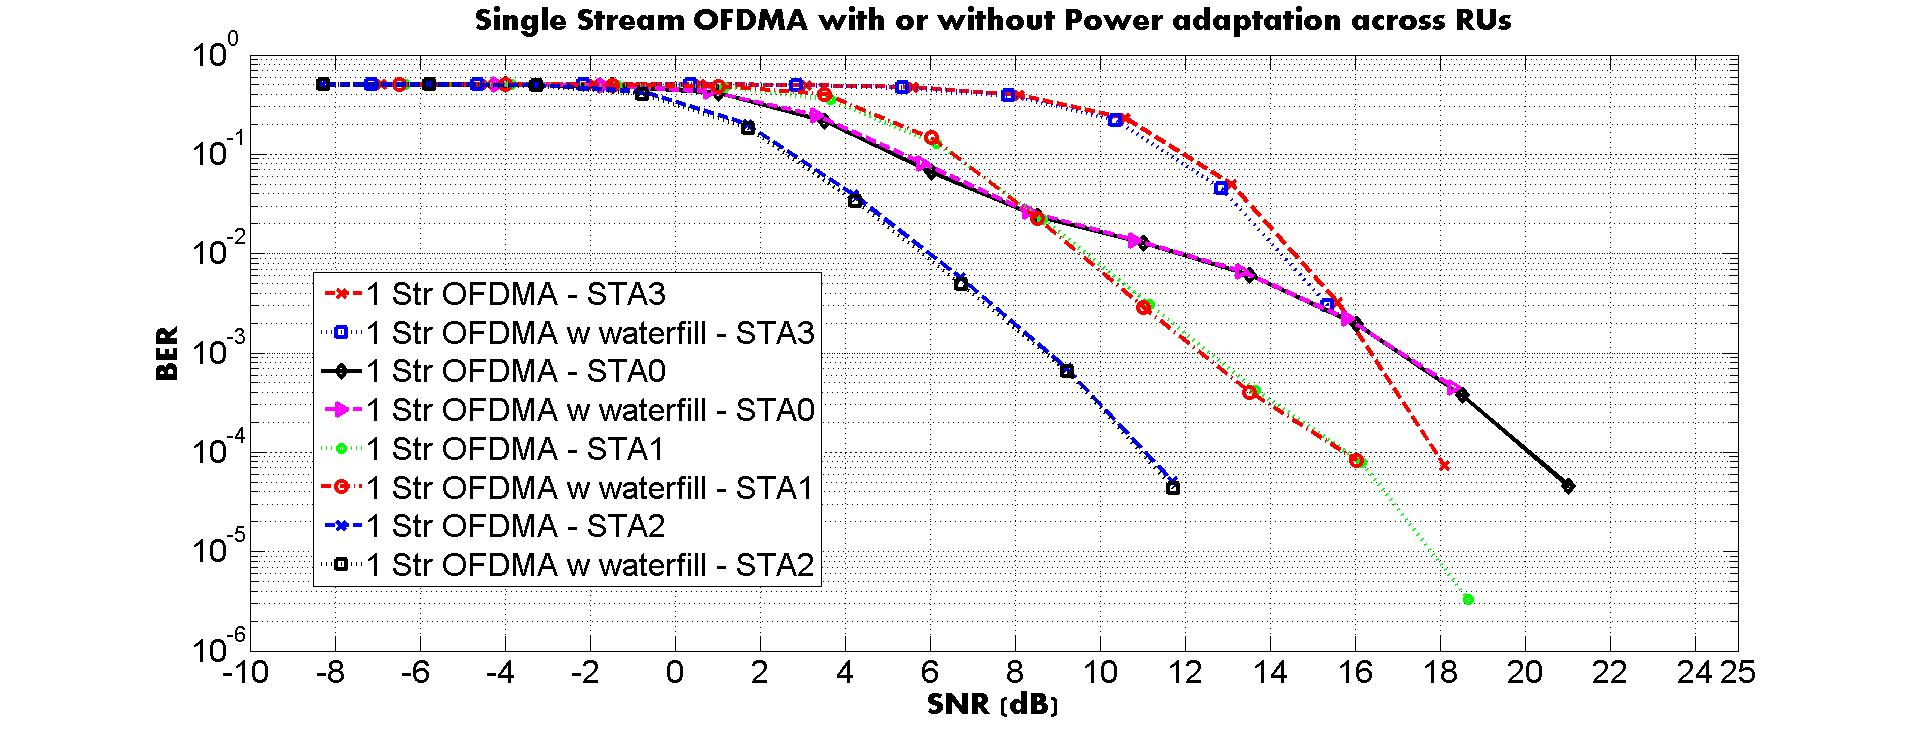 Single Stream OFDMA with or without Power adaptation across RUs
10^0
10^-1
10^-2
10^-3
10^-4
10^-5
10^-6
BER
1 Str OFDMA - STA3
1 Str OFDMA w waterfill - STA3
1 Str OFDMA - STA0
1 Str OFDMA w waterfill - STA0
1 Str OFDMA - STA1
1 Str OFDMA w waterfill - STA1
1 Str OFDMA - STA2
1 Str OFDMA w waterfill - STA2
-10 -8 -6 -4 -2 0 2 4 6 8 10 12 14 16 18 20 22 24 25
SNR (dB)